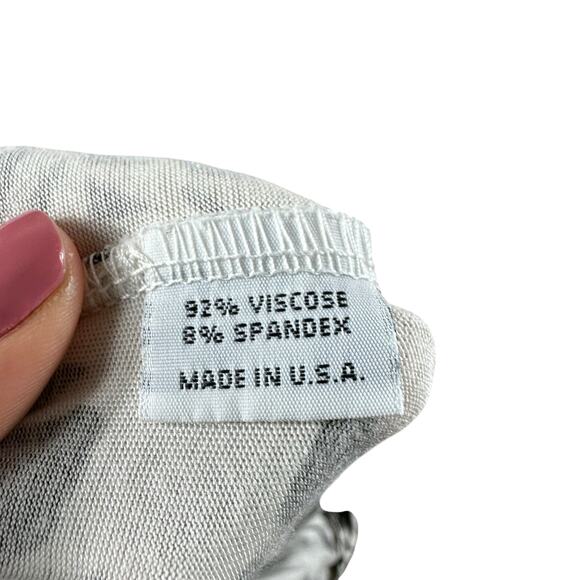 92% VISCOSE
8% SPANDEX
MADE IN U.S.A.